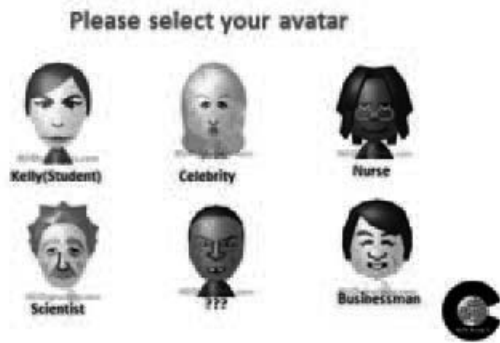 Please select your avatar
Kelly(Student)
Celebrity
Nurse
Scientist
???
Businessman